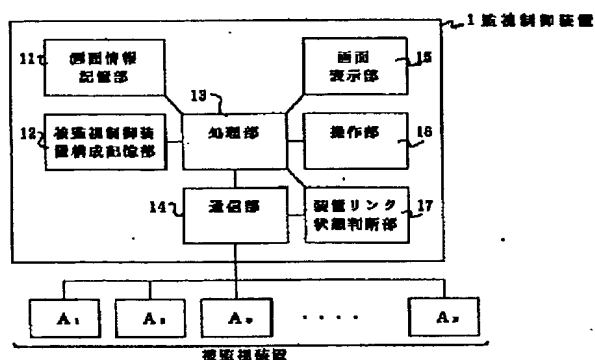 1 監視制御装置
11 画面情報
記憶部
15 画面
表示部
13
12 被監視制御装
置構成記憶部
処理部
操作部 16
14 通信部
装置リンク 17
状態判断部
A₁ A₂ A₃ ・・・・ Aₙ
被監視装置